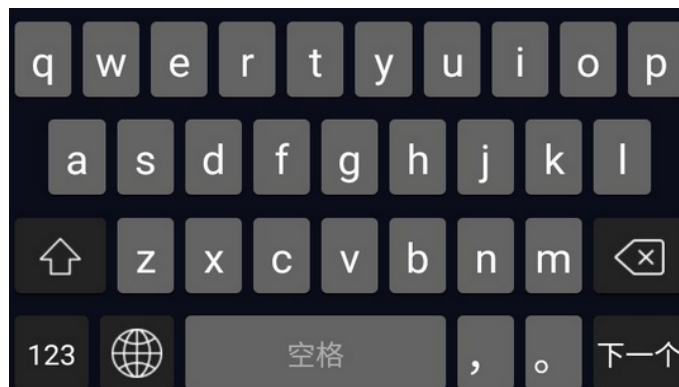 q w e r t y u i o p
a s d f g h j k l
z x c v b n m
123 空格 ， 。 下一个